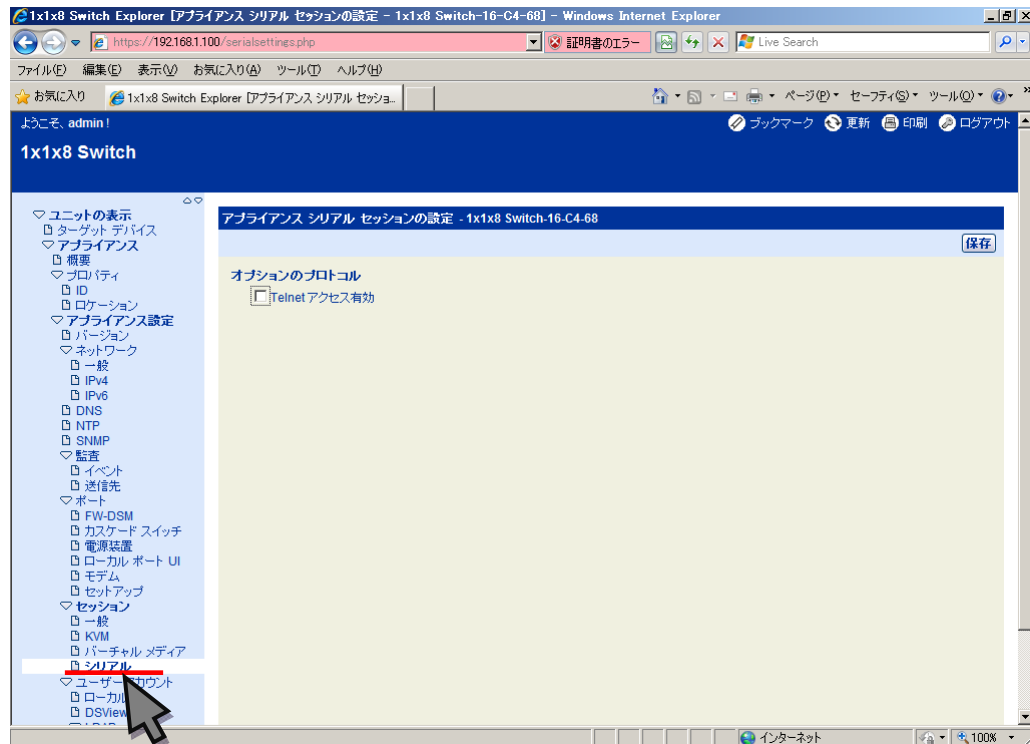 1x1x8 Switch Explorer [アプライアンス シリアル セッションの設定 - 1x1x8 Switch-16-C4-68] - Windows Internet Explorer
https://192.168.1.100/serialsettings.php
証明書のエラー
Live Search
ファイル(F) 編集(E) 表示(V) お気に入り(A) ツール(T) ヘルプ(H)
お気に入り
1x1x8 Switch Explorer [アプライアンス シリアル セッショ...
ページ(P) セーフティ(S) ツール(O)
ようこそ、admin !
ブックマーク 更新 印刷 ログアウト
1x1x8 Switch
ユニットの表示
ターゲット デバイス
アプライアンス
概要
プロパティ
ID
ロケーション
アプライアンス設定
バージョン
ネットワーク
一般
IPv4
IPv6
DNS
NTP
SNMP
監査
イベント
送信先
ポート
FW-DSM
カスケード スイッチ
電源装置
ローカル ポート UI
モデム
セットアップ
セッション
一般
KVM
バーチャル メディア
シリアル
ユーザー アカウント
ローカル
DSView
アプライアンス シリアル セッションの設定 - 1x1x8 Switch-16-C4-68
保存
オプションのプロトコル
Telnet アクセス有効
インターネット
100%